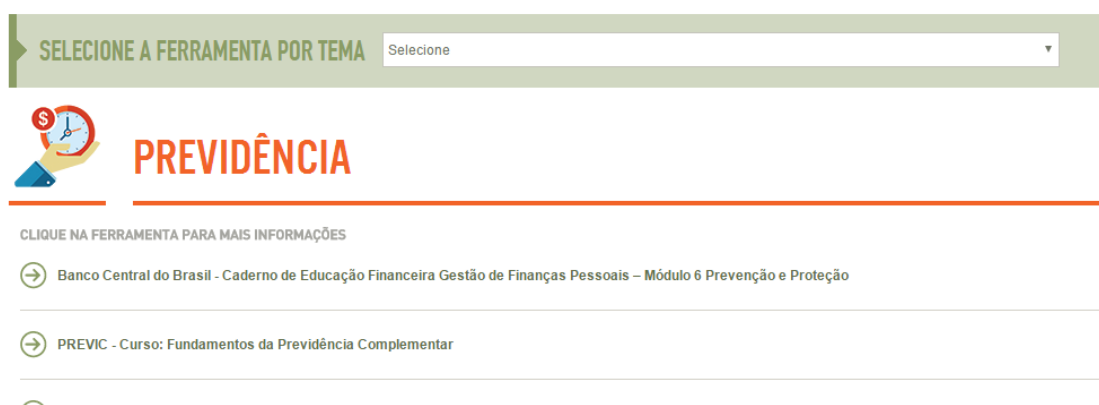 SELECIONE A FERRAMENTA POR TEMA
Selecione
$
PREVIDÊNCIA
CLIQUE NA FERRAMENTA PARA MAIS INFORMAÇÕES
Banco Central do Brasil - Caderno de Educação Financeira Gestão de Finanças Pessoais – Módulo 6 Prevenção e Proteção
PREVIC - Curso: Fundamentos da Previdência Complementar